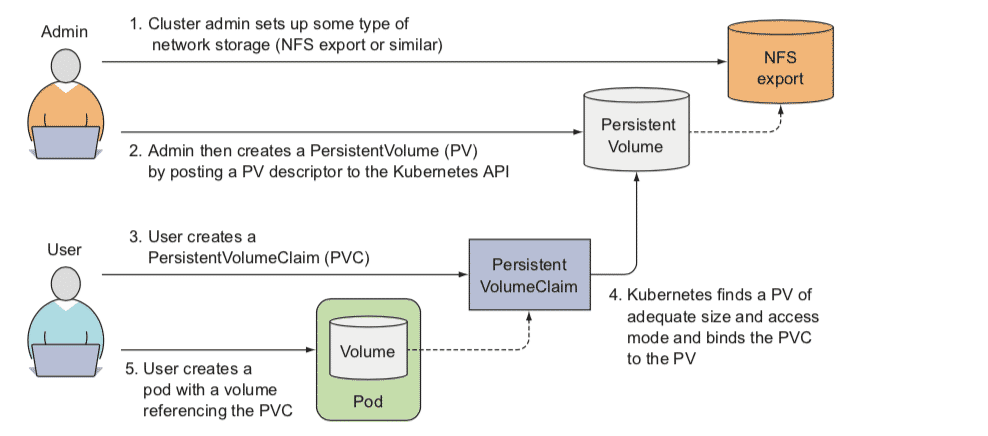 Admin
1. Cluster admin sets up some type of
network storage (NFS export or similar)
NFS
export
Persistent
Volume
2. Admin then creates a PersistentVolume (PV)
by posting a PV descriptor to the Kubernetes API
User
3. User creates a
PersistentVolumeClaim (PVC)
Persistent
VolumeClaim
4. Kubernetes finds a PV of
adequate size and access
mode and binds the PVC
to the PV
Volume
Pod
5. User creates a
pod with a volume
referencing the PVC